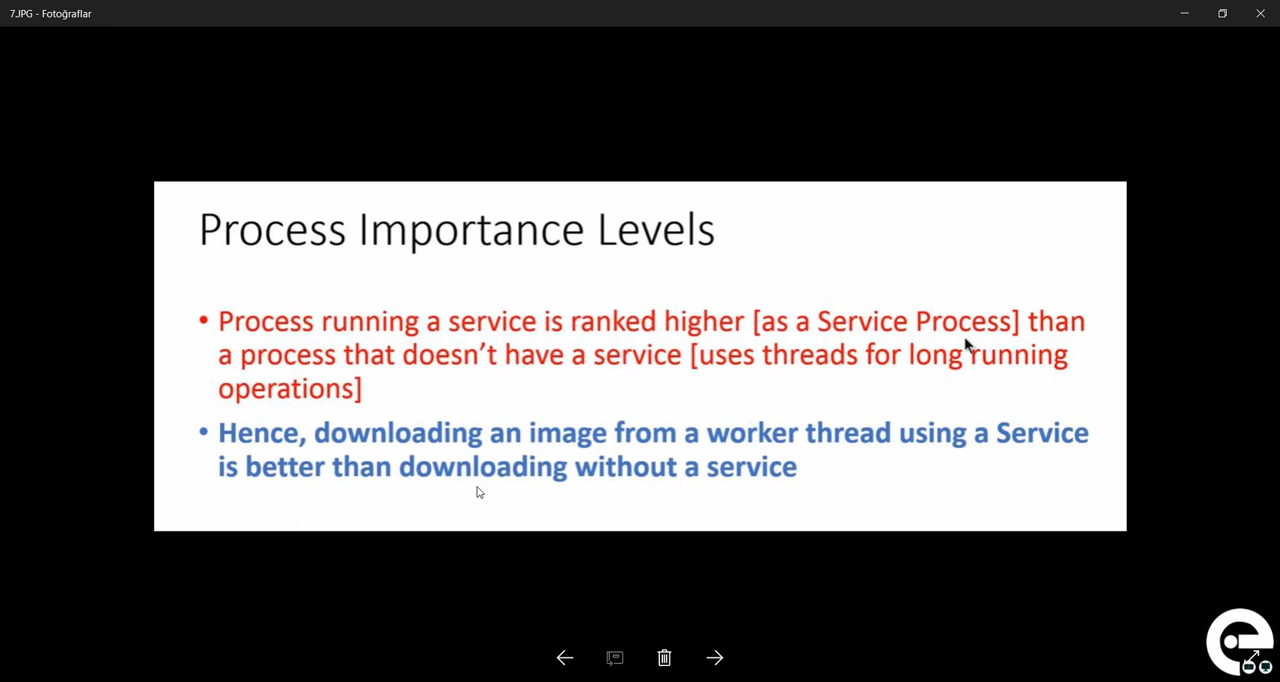 7.JPG - Fotoğraflar
Process Importance Levels
• Process running a service is ranked higher [as a Service Process] than
a process that doesn't have a service [uses threads for long running
operations]
• Hence, downloading an image from a worker thread using a Service
is better than downloading without a service